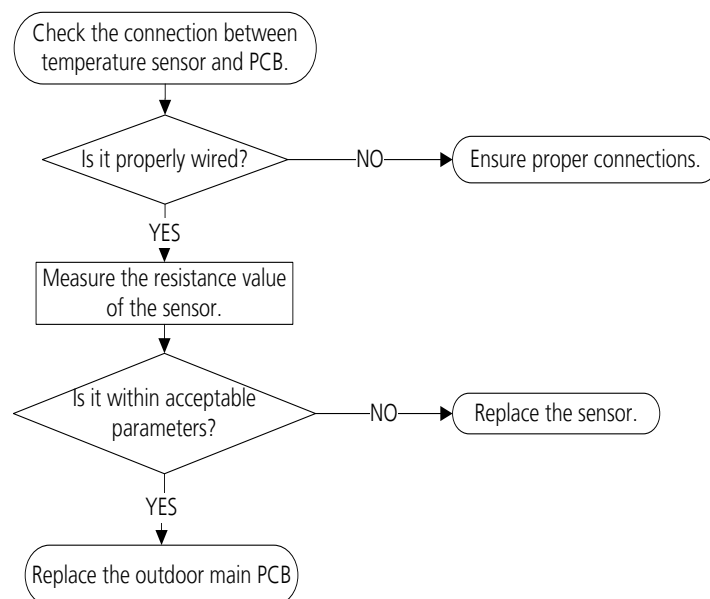 Check the connection between
temperature sensor and PCB.
Is it properly wired?
NO
Ensure proper connections.
YES
Measure the resistance value
of the sensor.
Is it within acceptable
parameters?
NO
Replace the sensor.
YES
Replace the outdoor main PCB